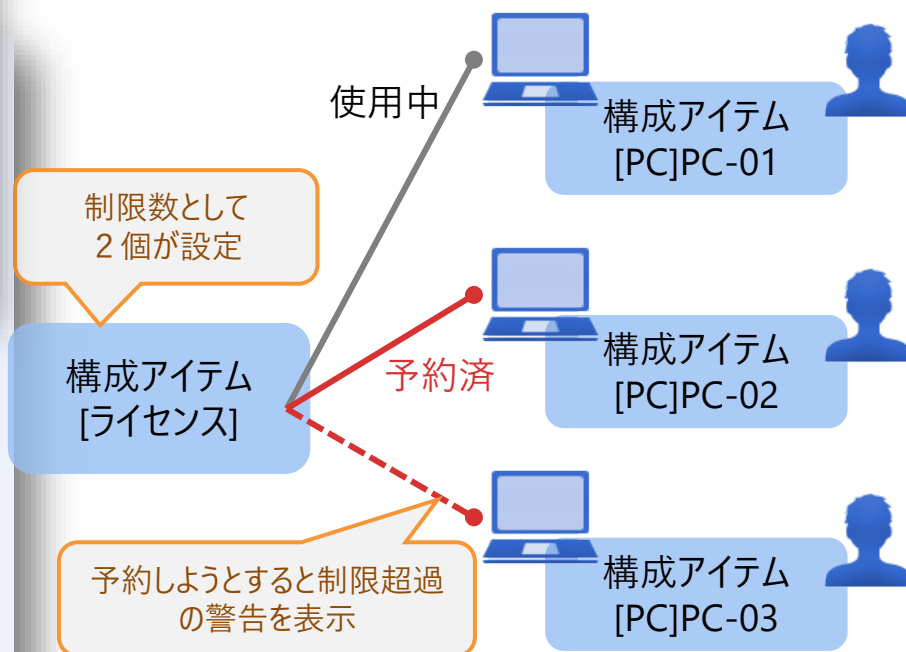 使用中
構成アイテム
[PC]PC-01
制限数として
２個が設定
構成アイテム
[ライセンス]
予約済
構成アイテム
[PC]PC-02
予約しようとすると制限超過
の警告を表示
構成アイテム
[PC]PC-03